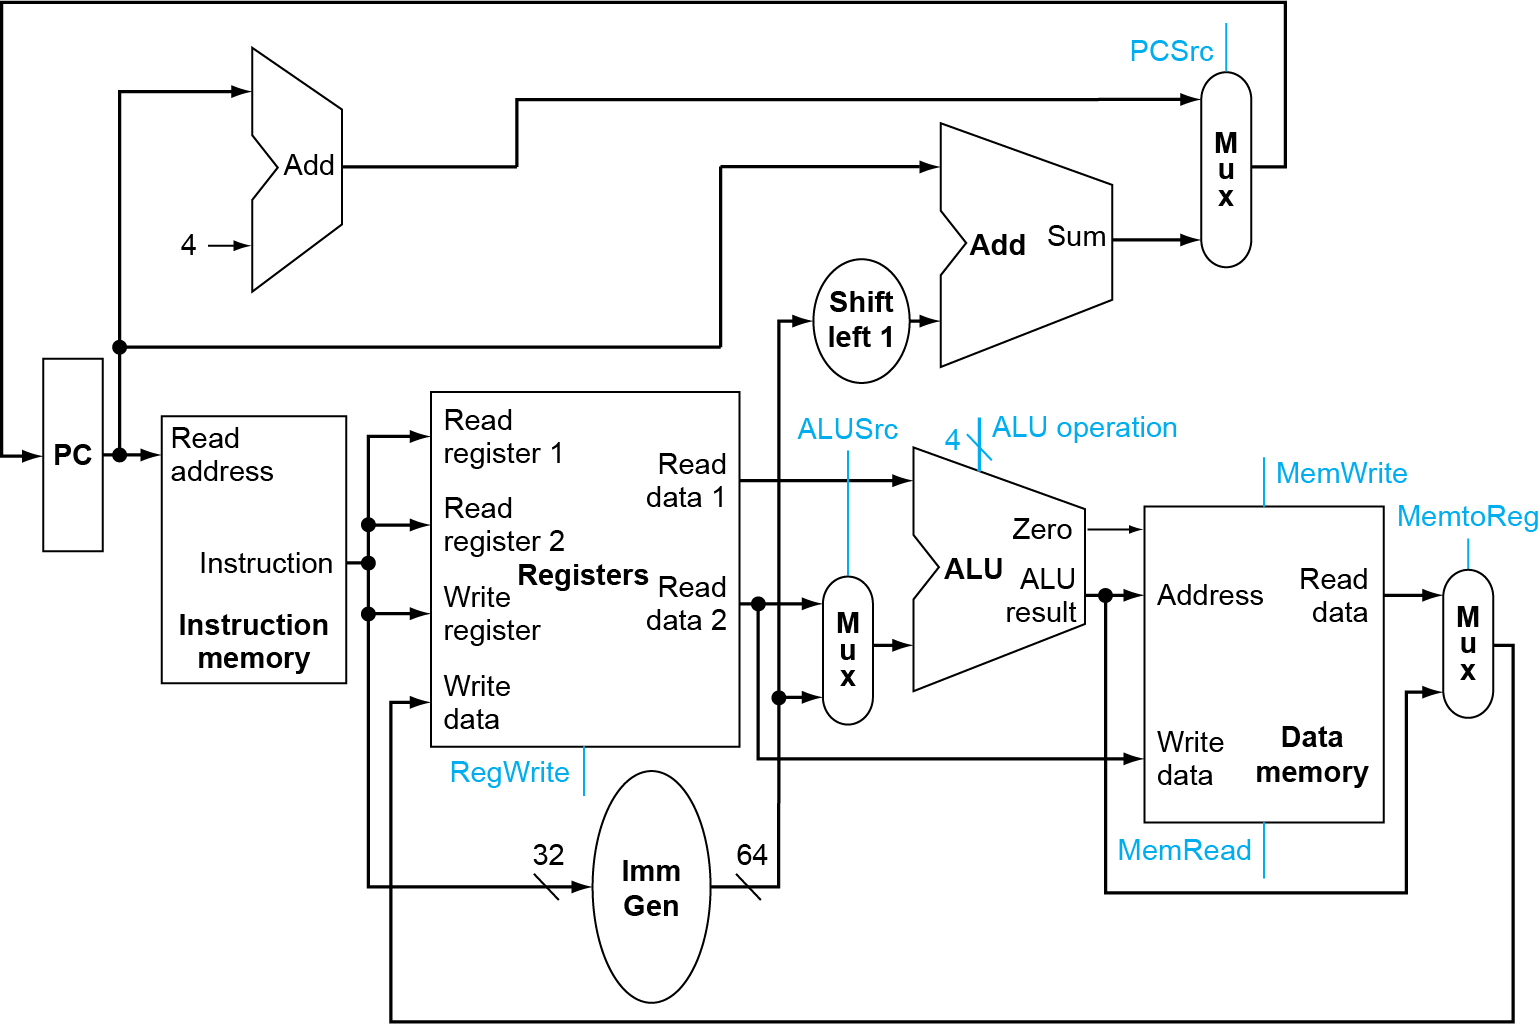 PCSrc
M
u
x
Add
4
Add
Sum
Shift
left 1
PC
Read
address
Instruction
Instruction
memory
Read
register 1
Read
register 2
Write
register
Write
data
Registers
Read
data 1
Read
data 2
RegWrite
ALUSrc
M
u
x
4
ALU operation
Zero
ALU
ALU
result
MemWrite
Address
Read
data
Write
data
Data
memory
MemRead
MemtoReg
M
u
x
32
Imm
Gen
64